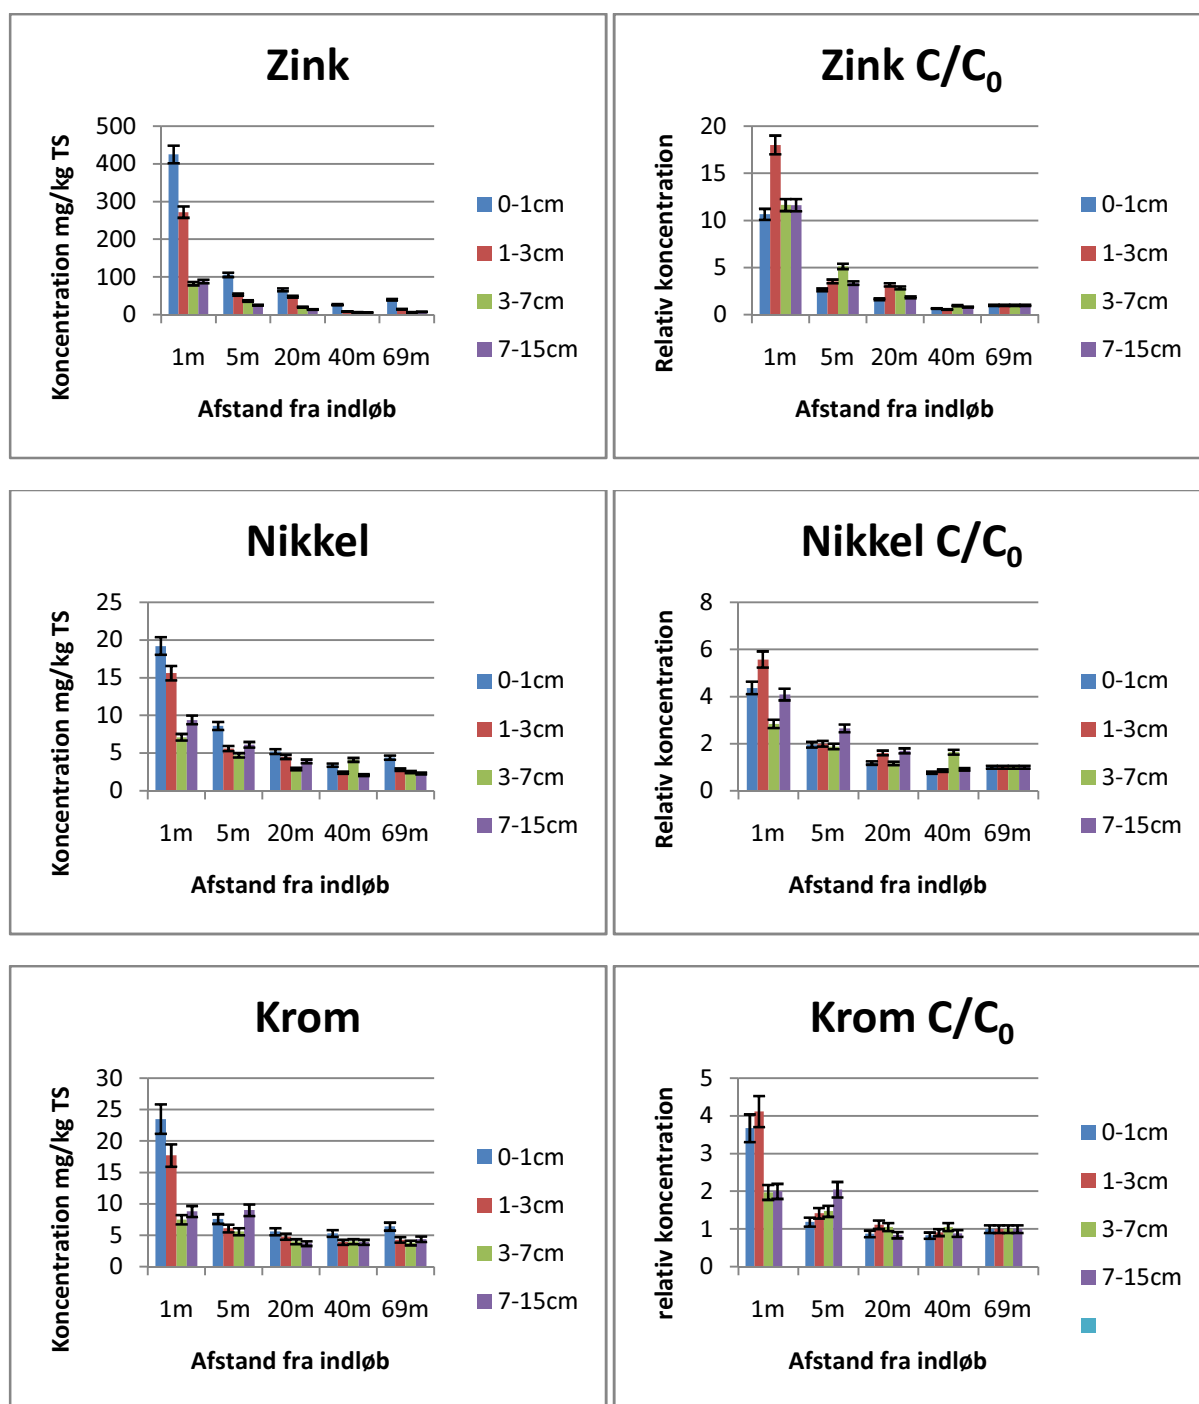 Zink
Koncentration mg/kg TS
500
400
300
200
100
0
1m 5m 20m 40m 69m
Afstand fra indløb
0-1cm
1-3cm
3-7cm
7-15cm
Zink C/C₀
Relativ koncentration
20
15
10
5
0
1m 5m 20m 40m 69m
Afstand fra indløb
0-1cm
1-3cm
3-7cm
7-15cm
Nikkel
Koncentration mg/kg TS
25
20
15
10
5
0
1m 5m 20m 40m 69m
Afstand fra indløb
0-1cm
1-3cm
3-7cm
7-15cm
Nikkel C/C₀
Relativ koncentration
8
6
4
2
0
1m 5m 20m 40m 69m
Afstand fra indløb
0-1cm
1-3cm
3-7cm
7-15cm
Krom
Koncentration mg/kg TS
30
25
20
15
10
5
0
1m 5m 20m 40m 69m
Afstand fra indløb
0-1cm
1-3cm
3-7cm
7-15cm
Krom C/C₀
relativ koncentration
5
4
3
2
1
0
1m 5m 20m 40m 69m
Afstand fra indløb
0-1cm
1-3cm
3-7cm
7-15cm